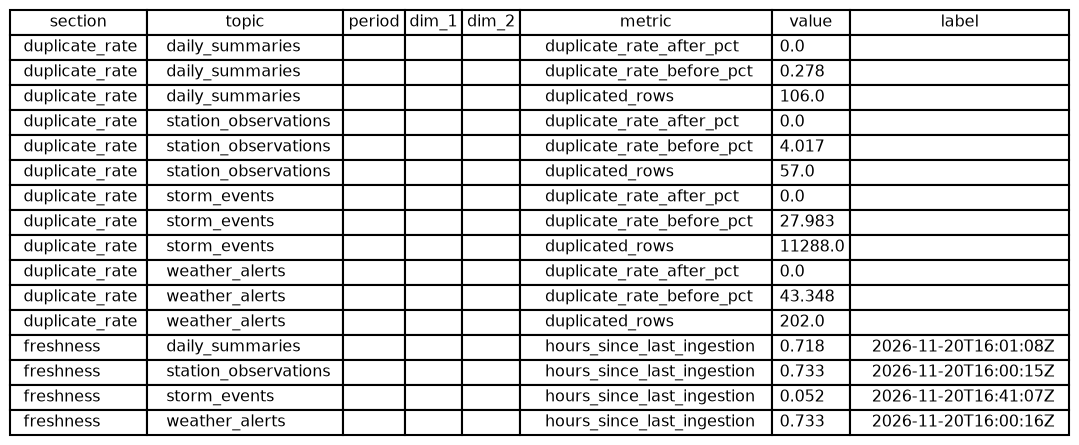 section topic period dim_1 dim_2 metric value label
duplicate_rate daily_summaries duplicate_rate_after_pct 0.0
duplicate_rate daily_summaries duplicate_rate_before_pct 0.278
duplicate_rate daily_summaries duplicated_rows 106.0
duplicate_rate station_observations duplicate_rate_after_pct 0.0
duplicate_rate station_observations duplicate_rate_before_pct 4.017
duplicate_rate station_observations duplicated_rows 57.0
duplicate_rate storm_events duplicate_rate_after_pct 0.0
duplicate_rate storm_events duplicate_rate_before_pct 27.983
duplicate_rate storm_events duplicated_rows 11288.0
duplicate_rate weather_alerts duplicate_rate_after_pct 0.0
duplicate_rate weather_alerts duplicate_rate_before_pct 43.348
duplicate_rate weather_alerts duplicated_rows 202.0
freshness daily_summaries hours_since_last_ingestion 0.718 2026-11-20T16:01:08Z
freshness station_observations hours_since_last_ingestion 0.733 2026-11-20T16:00:15Z
freshness storm_events hours_since_last_ingestion 0.052 2026-11-20T16:41:07Z
freshness weather_alerts hours_since_last_ingestion 0.733 2026-11-20T16:00:16Z